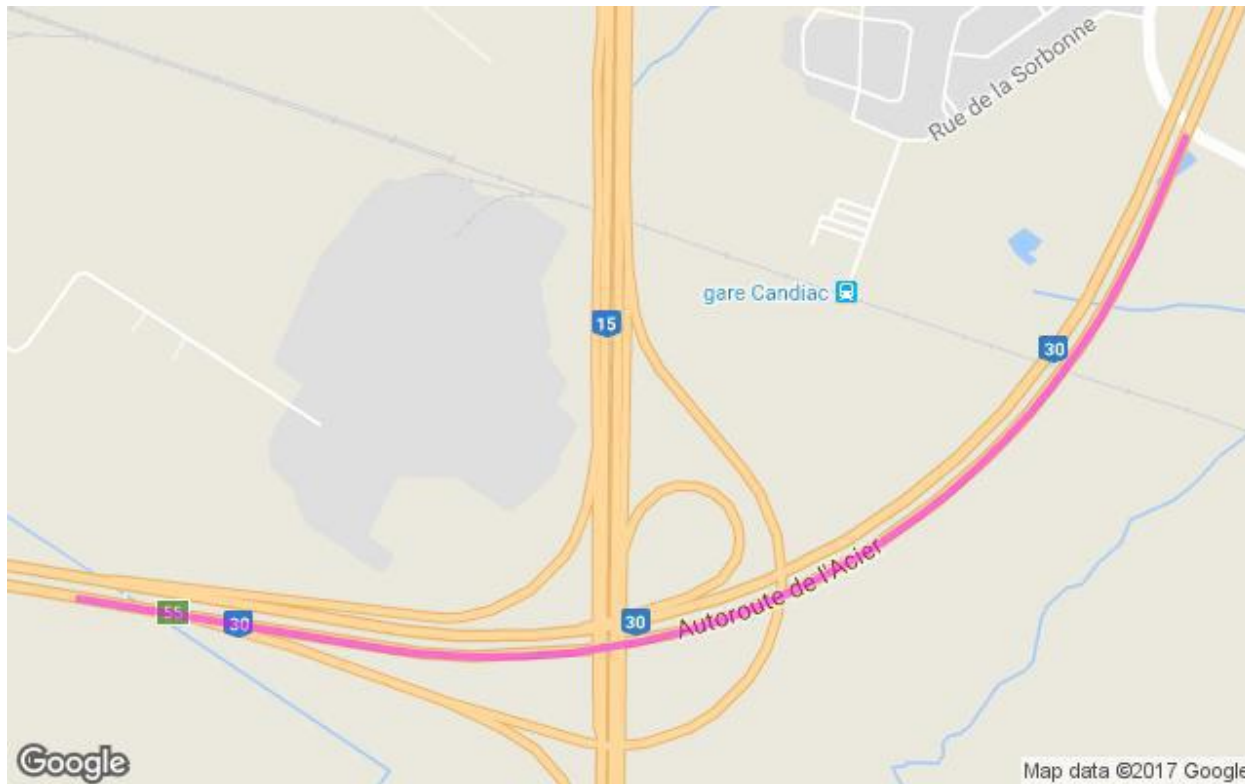 Rue de la Sorbonne
gare Candiac
15
30
Autoroute de l'Acier
30
55
30
Google
Map data ©2017 Google